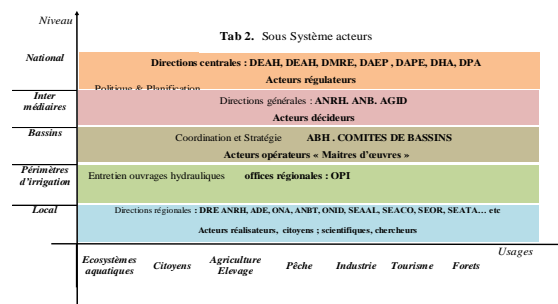 Niveau
Tab 2. Sous Système acteurs
National
Directions centrales : DEAH, DEAH, DMRE, DAEP , DAPE, DHA, DPA
Acteurs régulateurs
Politique & Planification
Inter
médiaires
Directions générales : ANRH. ANB. AGID
Acteurs décideurs
Bassins
Coordination et Stratégie ABH . COMITES DE BASSINS
Acteurs opérateurs « Maitres d'œuvres »
Périmètres
d'irrigation
Entretien ouvrages hydrauliques offices régionales : OPI
Local
Directions régionales : DRE ANRH, ADE, ONA, ANBT, ONID, SEAAL, SEACO, SEOR, SEATA… etc
Acteurs réalisateurs, citoyens ; scientifiques, chercheurs
Usages
Ecosystèmes
aquatiques
Citoyens
Agriculture
Elevage
Pêche
Industrie
Tourisme
Forets